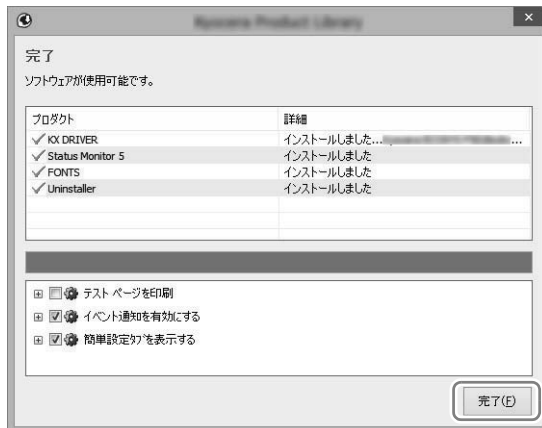 完了
ソフトウェアが使用可能です。
プロダクト 詳細
KX DRIVER インストールしました...
Status Monitor 5 インストールしました
FONTS インストールしました
Uninstaller インストールしました
テスト ページを印刷
イベント通知を有効にする
簡単設定タブを表示する
完了(F)